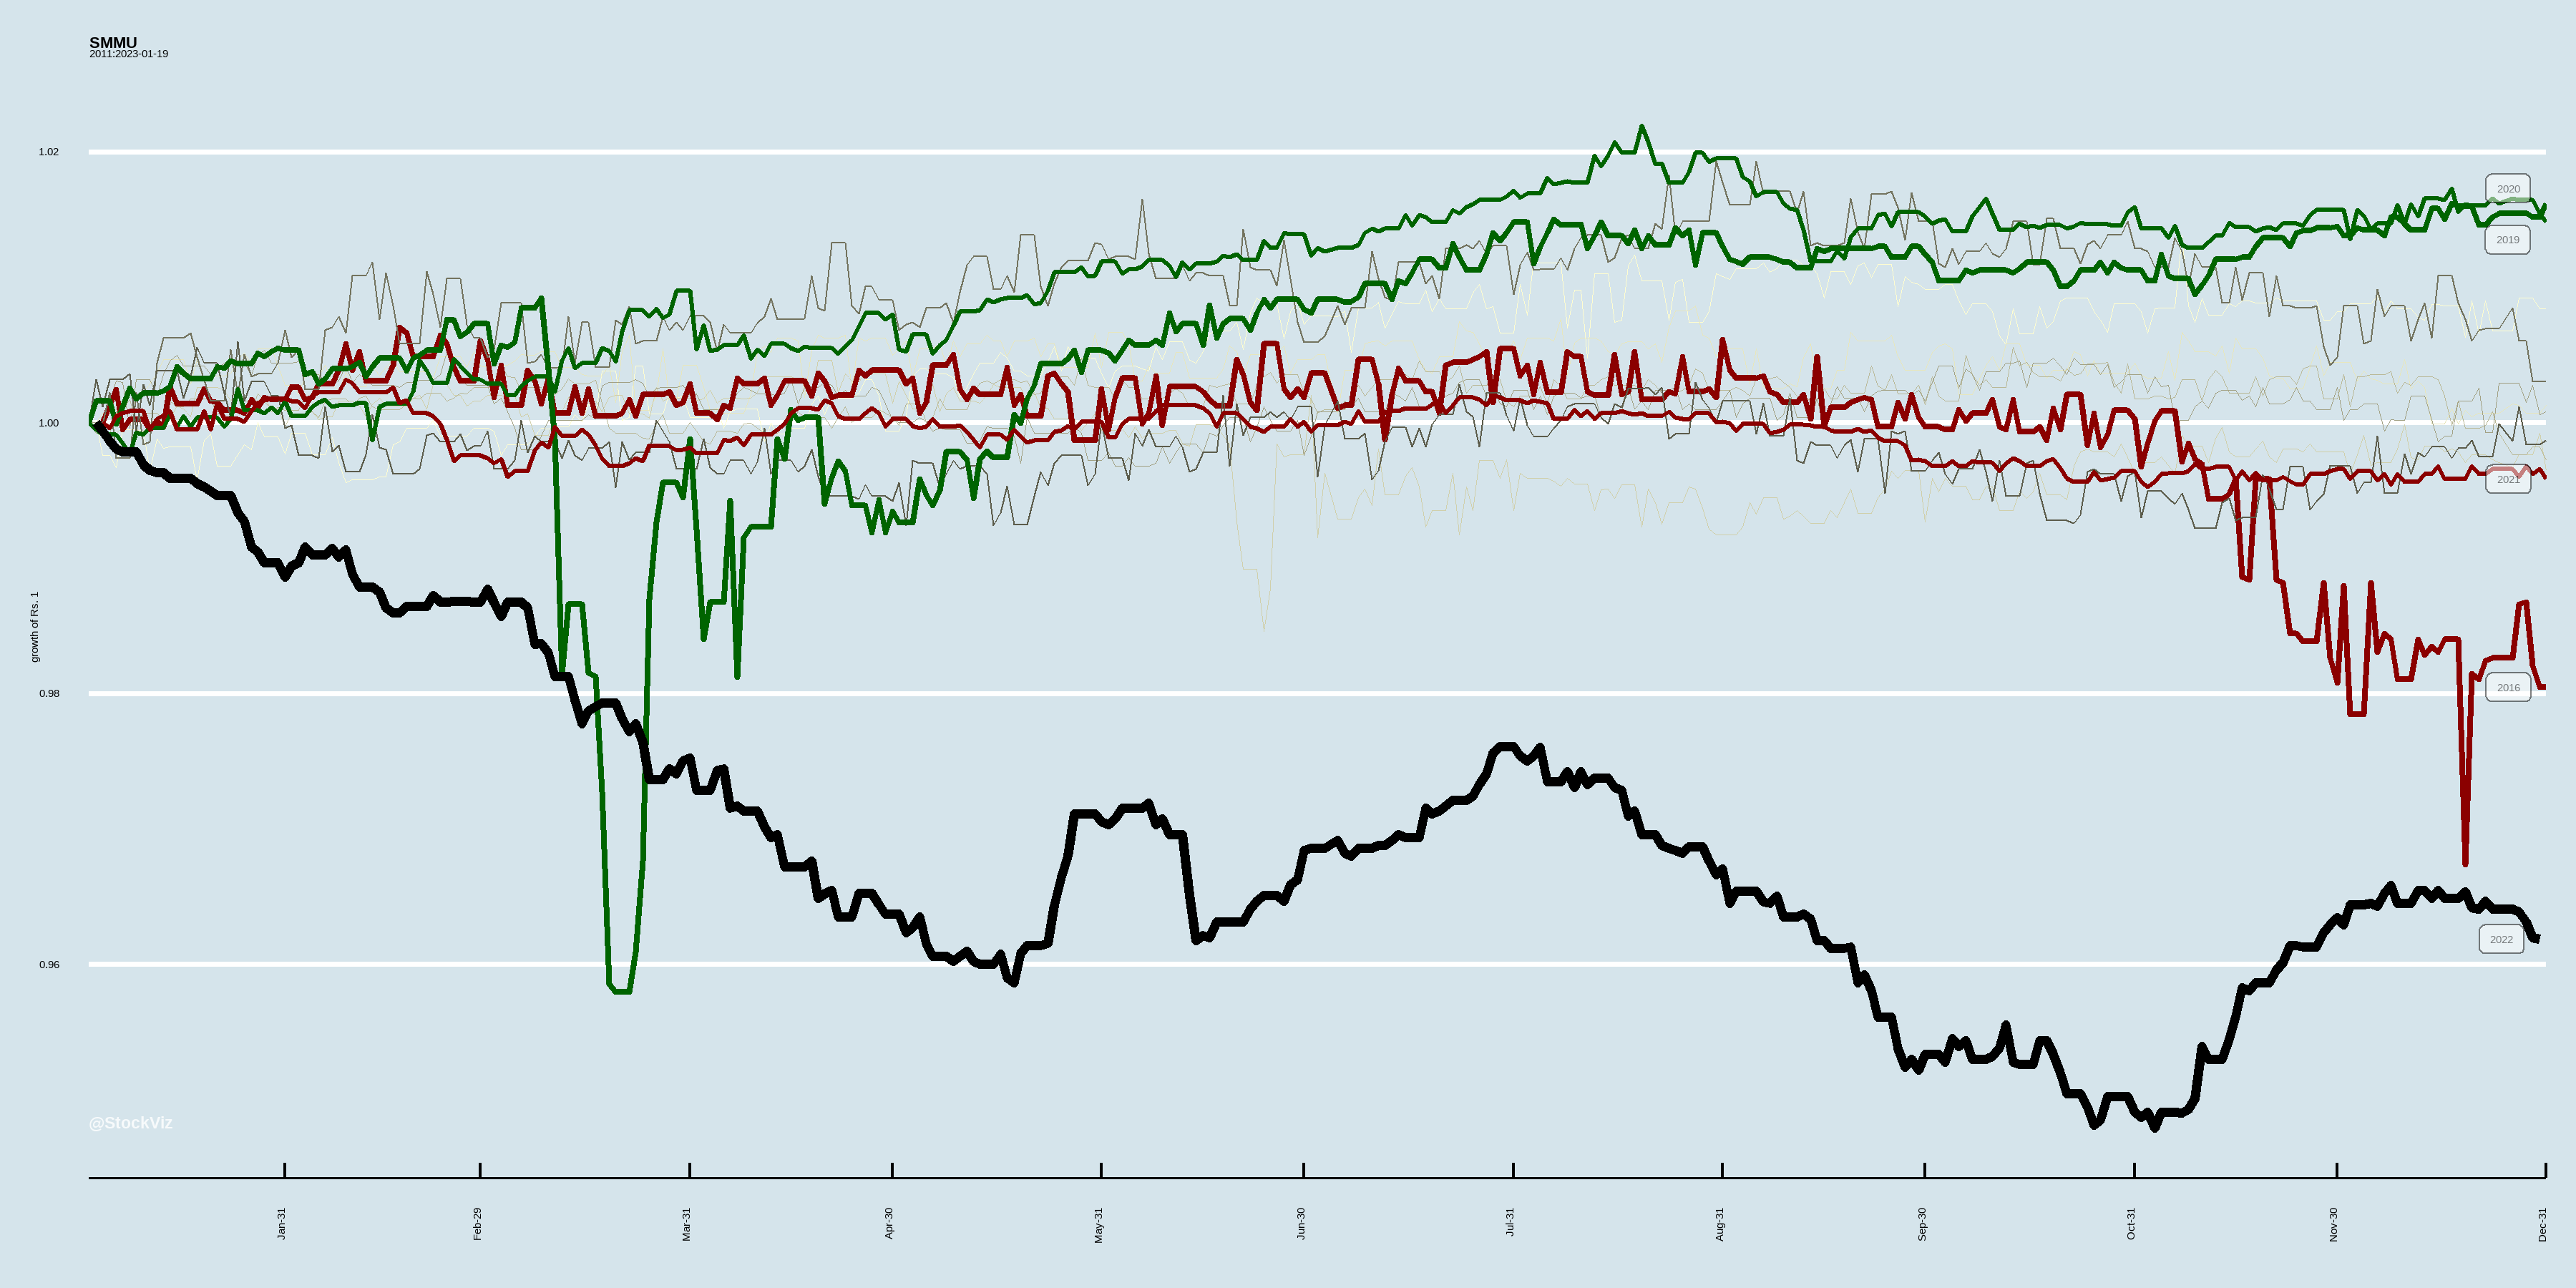 SMMU
2011:2023-01-19
1.02
1.00
0.98
0.96
growth of Rs. 1
2020
2019
2021
2016
2022
@StockViz
Jan-31
Feb-29
Mar-31
Apr-30
May-31
Jun-30
Jul-31
Aug-31
Sep-30
Oct-31
Nov-30
Dec-31